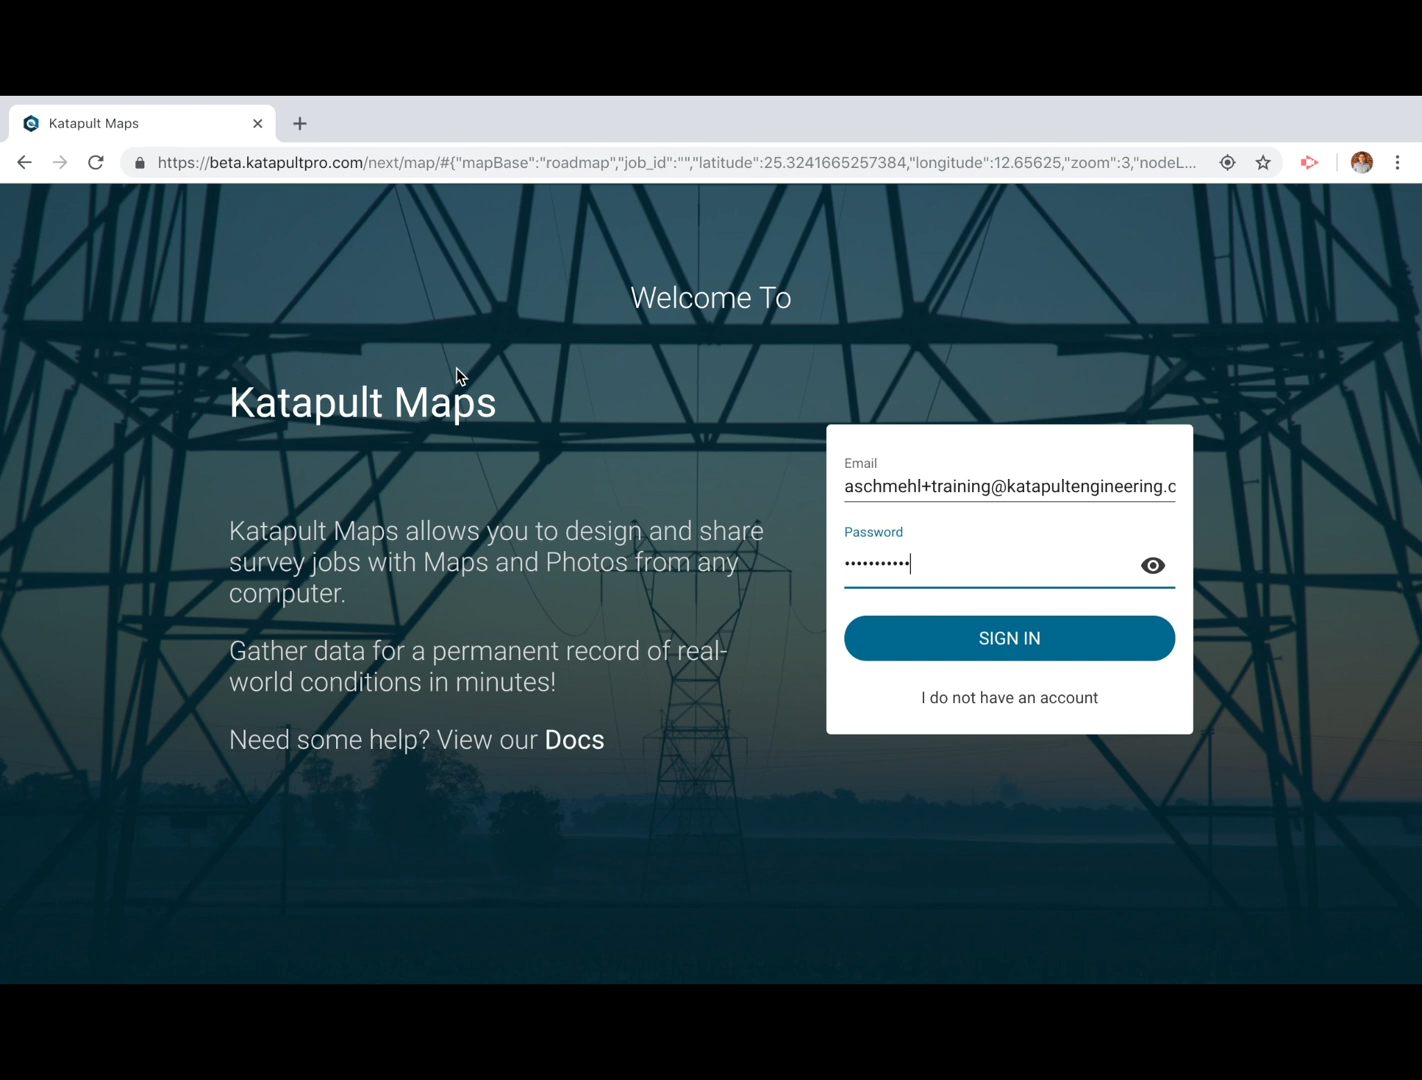 Katapult Maps
https://beta.katapultpro.com/next/map/#{"mapBase":"roadmap","job_id":"","latitude":25.3241665257384,"longitude":12.65625,"zoom":3,"nodeL...
Welcome To
Katapult Maps
Katapult Maps allows you to design and share
survey jobs with Maps and Photos from any
computer.
Gather data for a permanent record of real-
world conditions in minutes!
Need some help? View our Docs
Email
aschmehl+training@katapultengineering.c
Password
•••••••••••
SIGN IN
I do not have an account